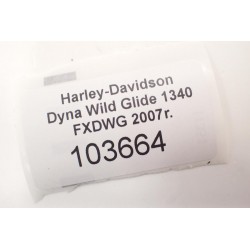 Harley-Davidson
Dyna Wild Glide 1340
FXDWG 2007r.
103664